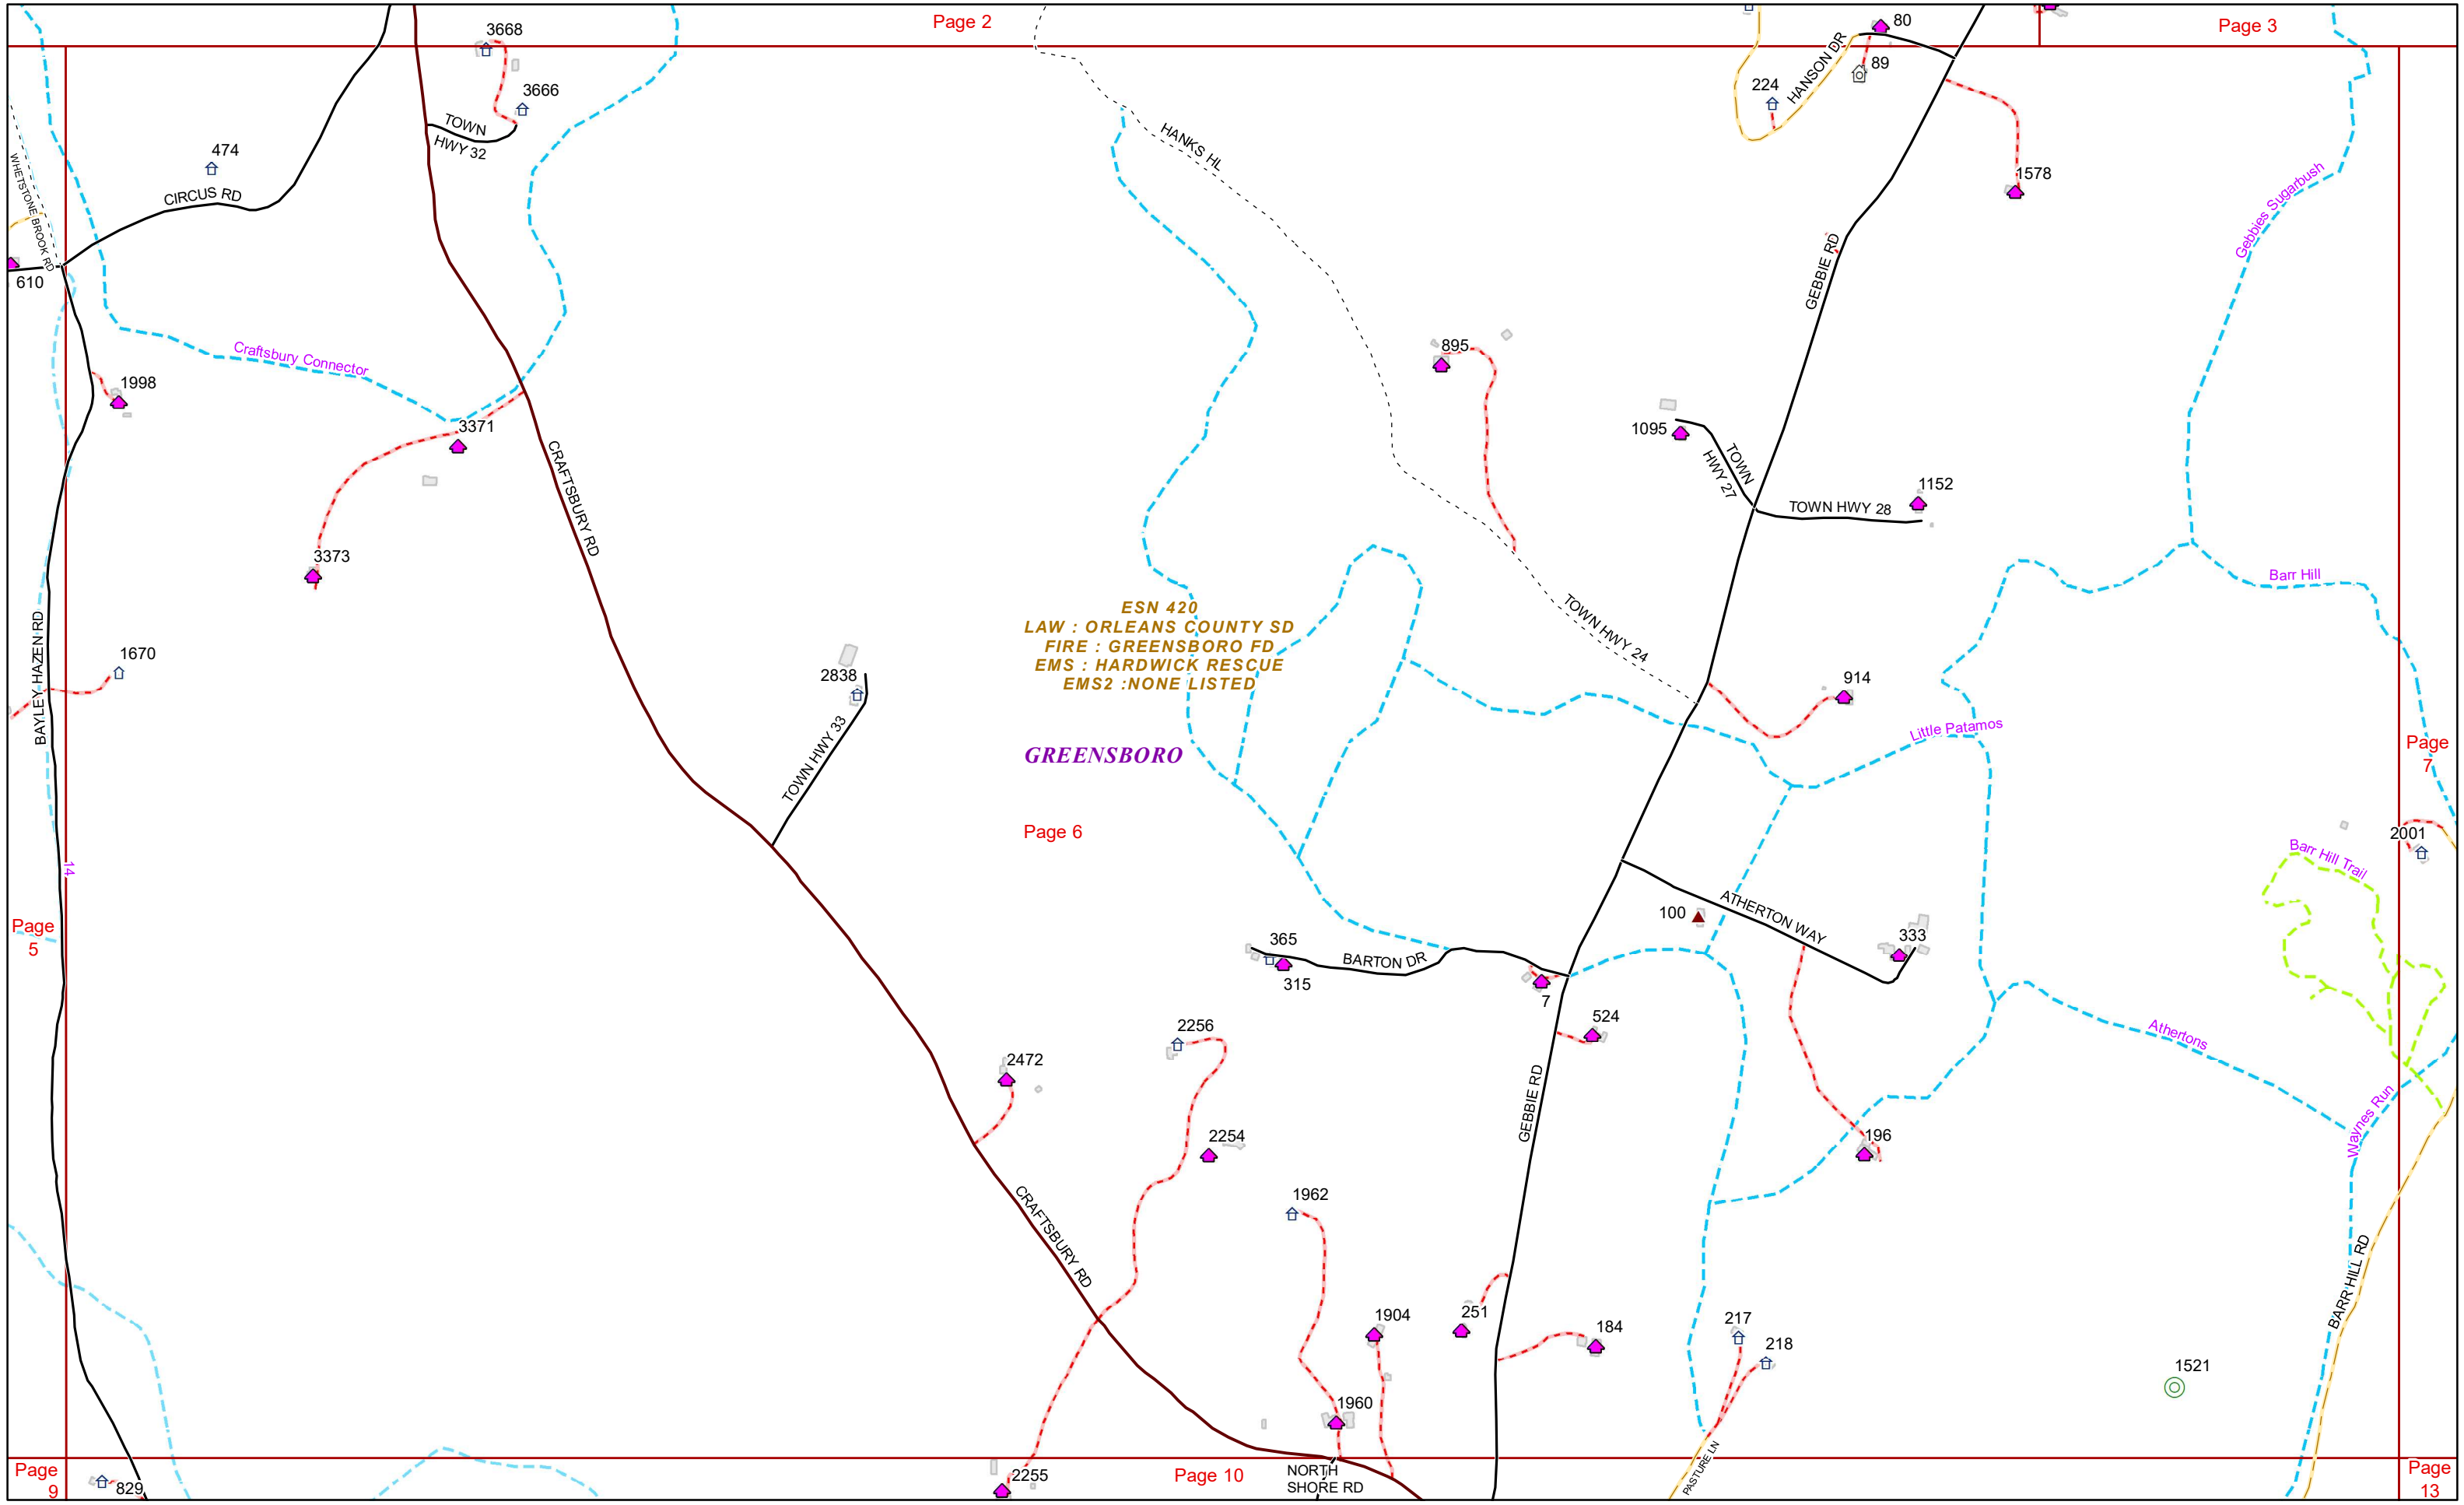 Page 2
Page 3
3668
80
HANSON DR
89
224
3666
TOWN
HWY 32
HANKS HL
474
1578
WHETSTONE BROOK RD
CIRCUS RD
Gebbies Sugarbush
GEBBIE RD
610
Craftsbury Connector
895
1998
3371
1095
TOWN
HWY 27
1152
TOWN HWY 28
CRAFTSBURY RD
3373
Barr Hill
ESN 420
LAW : ORLEANS COUNTY SD
FIRE : GREENSBORO FD
EMS : HARDWICK RESCUE
EMS2 :NONE LISTED
TOWN HWY 24
BAYLEY HAZEN RD
1670
2838
914
TOWN HWY 33
Little Patamos
GREENSBORO
Page
7
Page 6
2001
Barr Hill Trail
14
Page
5
100
ATHERTON WAY
365
BARTON DR
333
315
7
524
2256
Athertons
2472
GEBBIE RD
2254
196
Waynes Run
1962
CRAFTSBURY RD
BARR HILL RD
1904
251
184
217
218
1521
1960
PASTURE LN
Page
9
829
2255
Page 10
NORTH
SHORE RD
Page
13